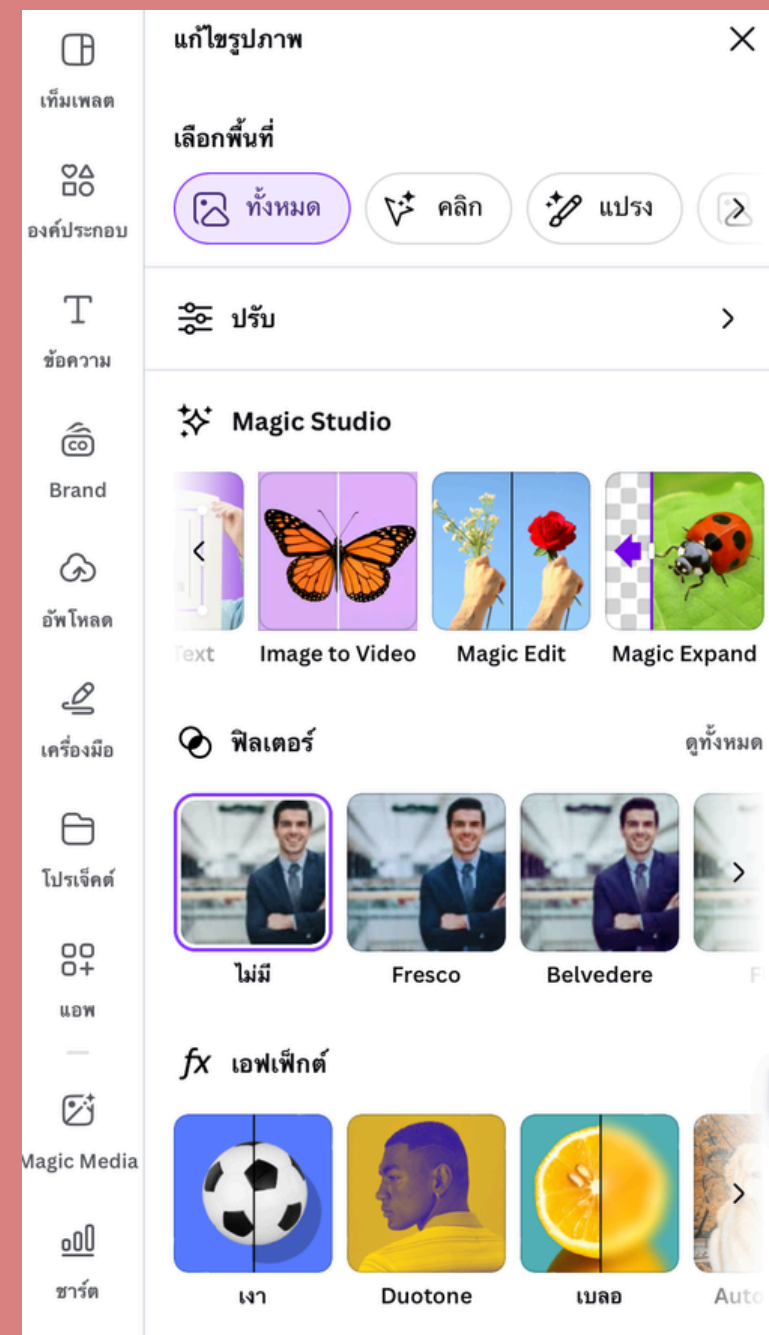 เท็มเพลต
องค์ประกอบ
ข้อความ
CO
Brand
อัพโหลด
เครื่องมือ
โปรเจ็คต์
แอพ
Magic Media
ชาร์ต
แก้ไขรูปภาพ
เลือกพื้นที่
ทั้งหมด คลิก แปรง
ปรับ
Magic Studio
Text Image to Video Magic Edit Magic Expand
ฟิลเตอร์ ดูทั้งหมด
ไม่มี Fresco Belvedere F
fx เอฟเฟ็กต์
เงา Duotone เบลอ Auto